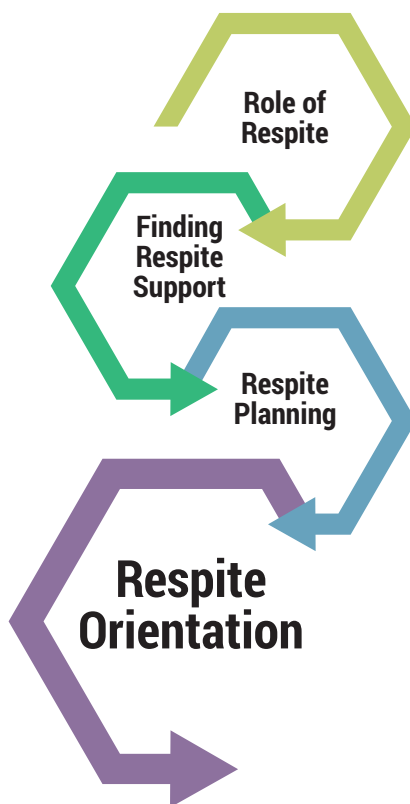 Role of
Respite
Finding
Respite
Support
Respite
Planning
Respite
Orientation